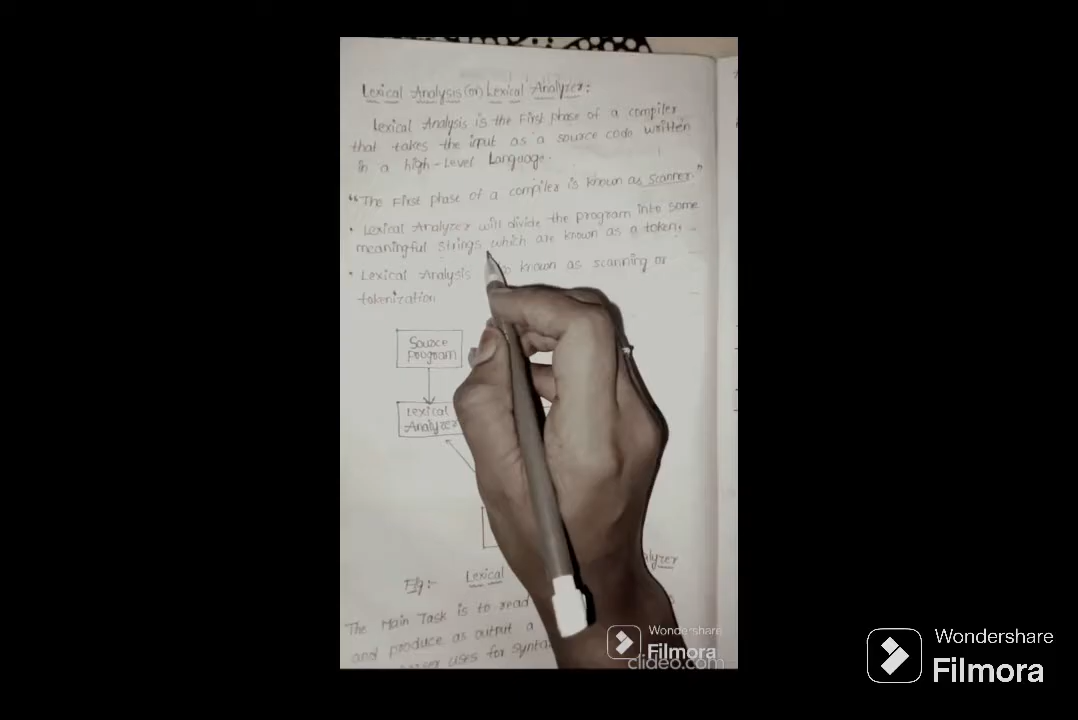 Lexical Analysis (or) Lexical Analyzer:
Lexical Analysis is the First phase of a compiler
that takes the input as a source code written
in a high-Level Language.
"The First phase of a compiler is known as scanner."
• Lexical Analyzer will divide the program into some
meaningful strings which are known as a token.
• Lexical Analysis known as scanning or
tokenization
Source
program
Lexical
Analyzer
Fig:- Lexical
The Main Task is to read
and produce as output a
uses for
Wondershare
Filmora
clideo.com
Wondershare
Filmora